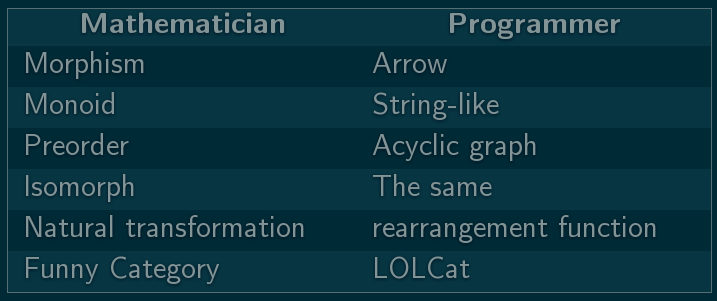 Mathematician Programmer
Morphism Arrow
Monoid String-like
Preorder Acyclic graph
Isomorph The same
Natural transformation rearrangement function
Funny Category LOLCat